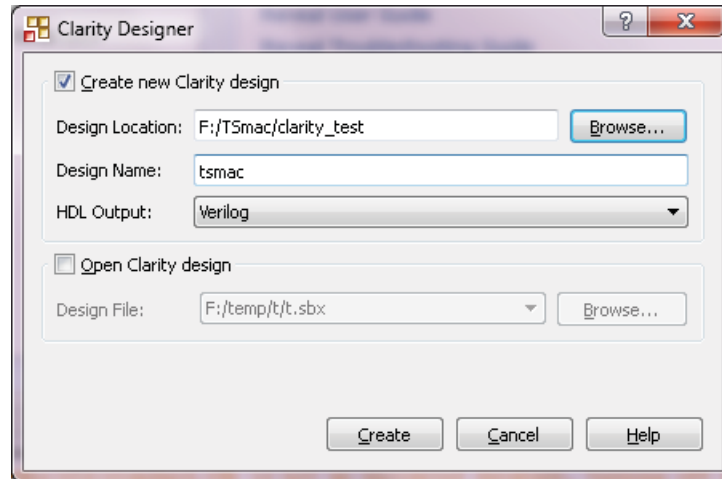 Clarity Designer
Create new Clarity design
Design Location: F:/TSmac/clarity_test Browse...
Design Name: tsmac
HDL Output: Verilog
Open Clarity design
Design File: F:/temp/t/t.sbx Browse...
Create Cancel Help